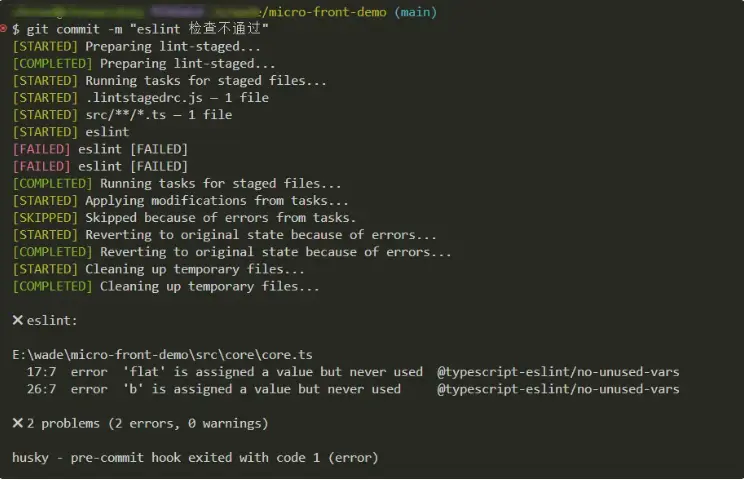 /micro-front-demo (main)
$ git commit -m "eslint 检查不通过"
[STARTED] Preparing lint-staged...
[COMPLETED] Preparing lint-staged...
[STARTED] Running tasks for staged files...
[STARTED] .lintstagedrc.js — 1 file
[STARTED] src/**/*.ts — 1 file
[STARTED] eslint
[FAILED] eslint [FAILED]
[FAILED] eslint [FAILED]
[COMPLETED] Running tasks for staged files...
[STARTED] Applying modifications from tasks...
[SKIPPED] Skipped because of errors from tasks.
[STARTED] Reverting to original state because of errors...
[COMPLETED] Reverting to original state because of errors...
[STARTED] Cleaning up temporary files...
[COMPLETED] Cleaning up temporary files...
✖ eslint:
E:\wade\micro-front-demo\src\core\core.ts
17:7 error 'flat' is assigned a value but never used @typescript-eslint/no-unused-vars
26:7 error 'b' is assigned a value but never used @typescript-eslint/no-unused-vars
✖ 2 problems (2 errors, 0 warnings)
husky - pre-commit hook exited with code 1 (error)